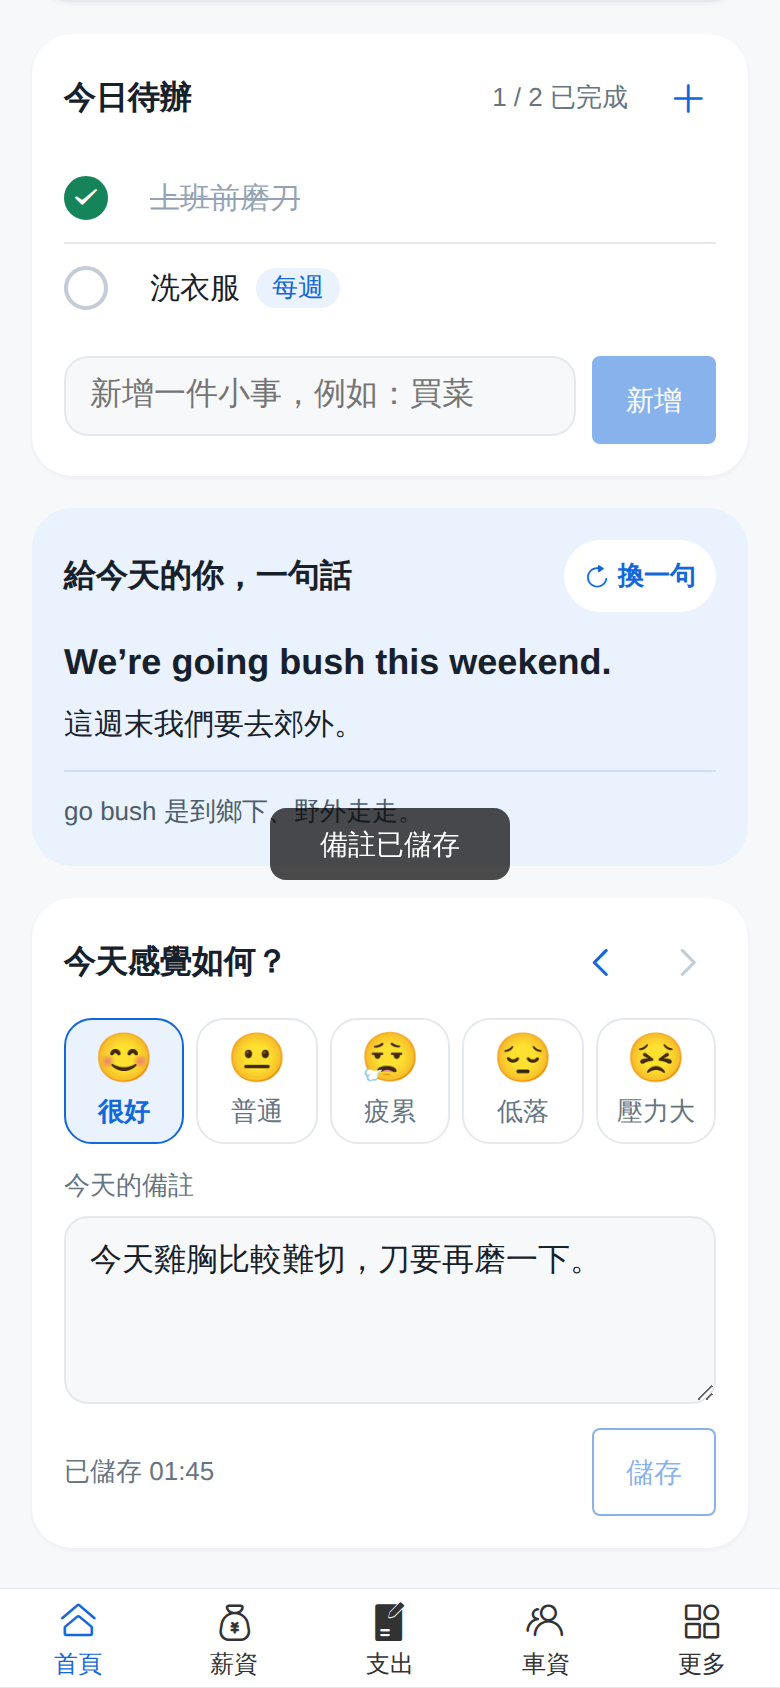 今日待辦
1 / 2 已完成
上班前磨刀
洗衣服 每週
新增一件小事，例如：買菜
新增
給今天的你，一句話
換一句
We’re going bush this weekend.
這週末我們要去郊外。
go bush 是到鄉下、野外走走。
備註已儲存
今天感覺如何？
很好 普通 疲累 低落 壓力大
今天的備註
今天雞胸比較難切，刀要再磨一下。
已儲存 01:45
儲存
首頁 薪資 支出 車資 更多